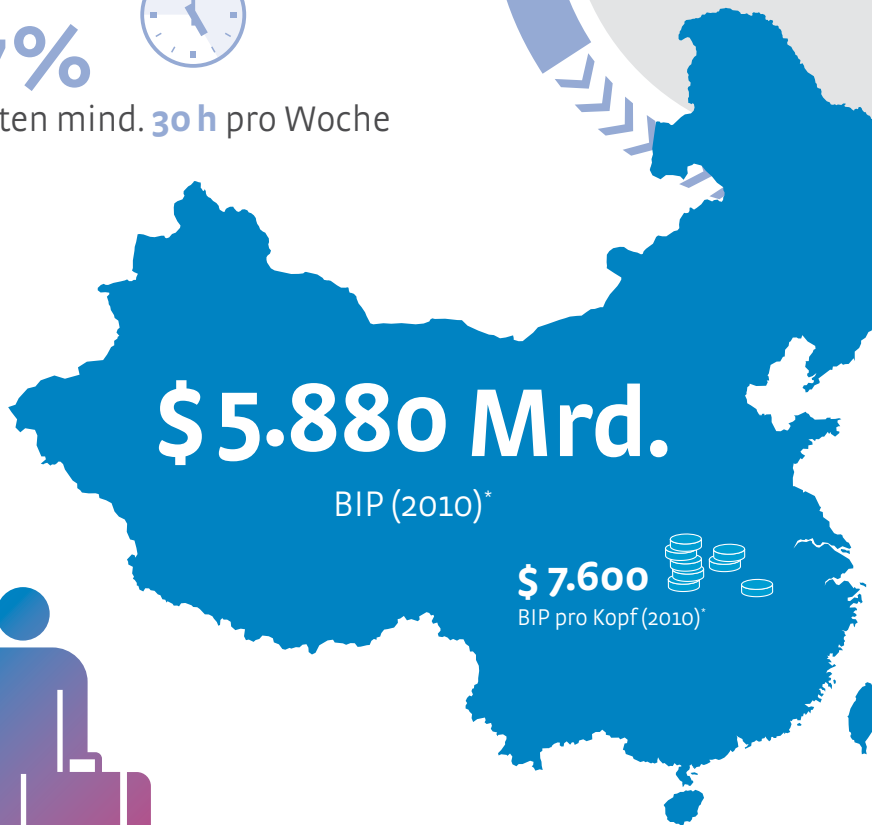 %
ten mind. 30 h pro Woche
$ 5.880 Mrd.
BIP (2010)*
$ 7.600
BIP pro Kopf (2010)*